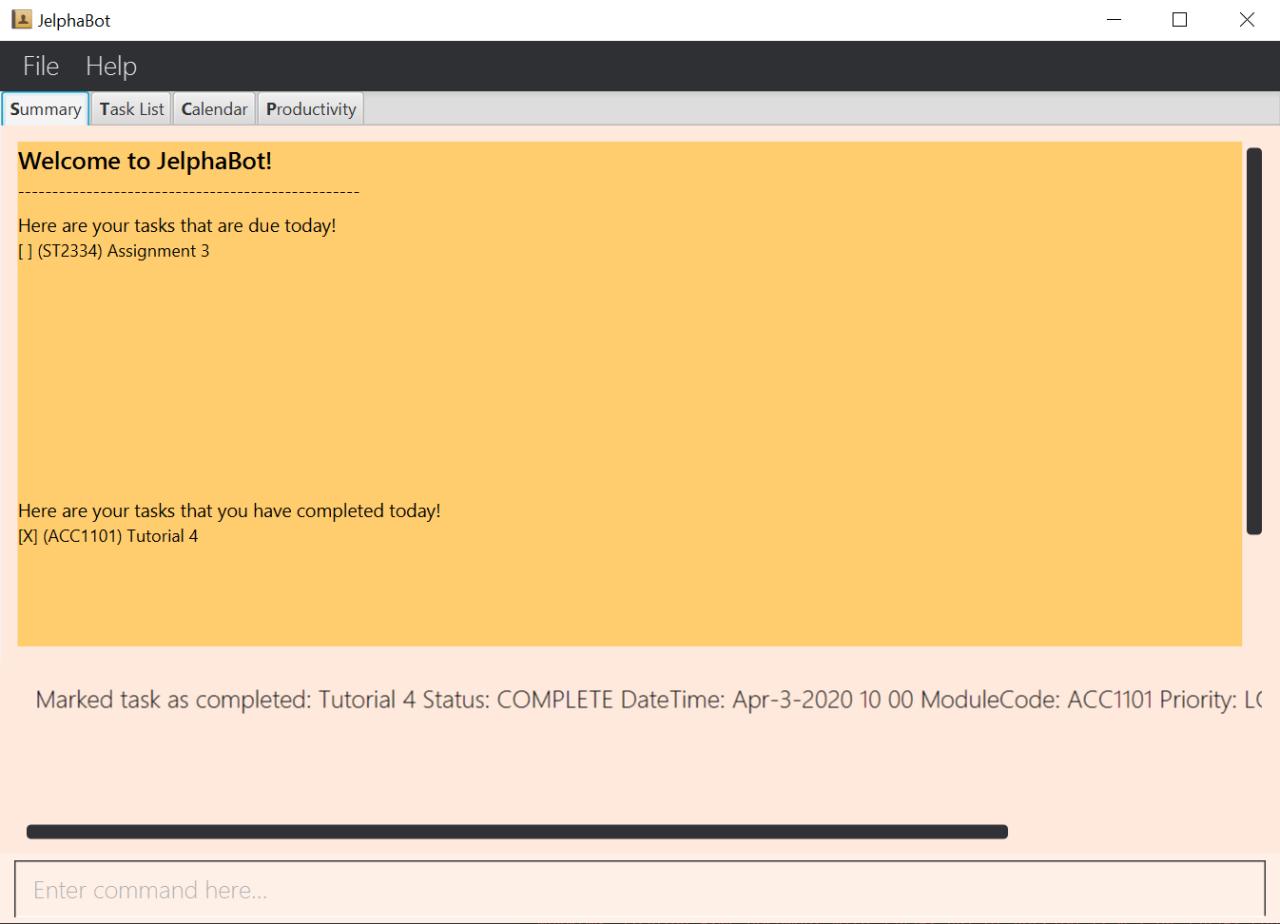 JelphaBot
File Help
Summary Task List Calendar Productivity
Welcome to JelphaBot!
--------------------------------------------------
Here are your tasks that are due today!
[ ] (ST2334) Assignment 3
Here are your tasks that you have completed today!
[X] (ACC1101) Tutorial 4
Marked task as completed: Tutorial 4 Status: COMPLETE DateTime: Apr-3-2020 10 00 ModuleCode: ACC1101 Priority:
Enter command here...